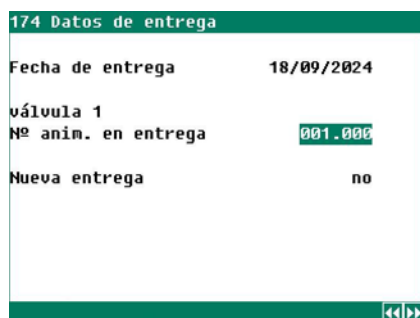 174 Datos de entrega
Fecha de entrega 18/09/2024
válvula 1
Nº anim. en entrega 001.000
Nueva entrega no